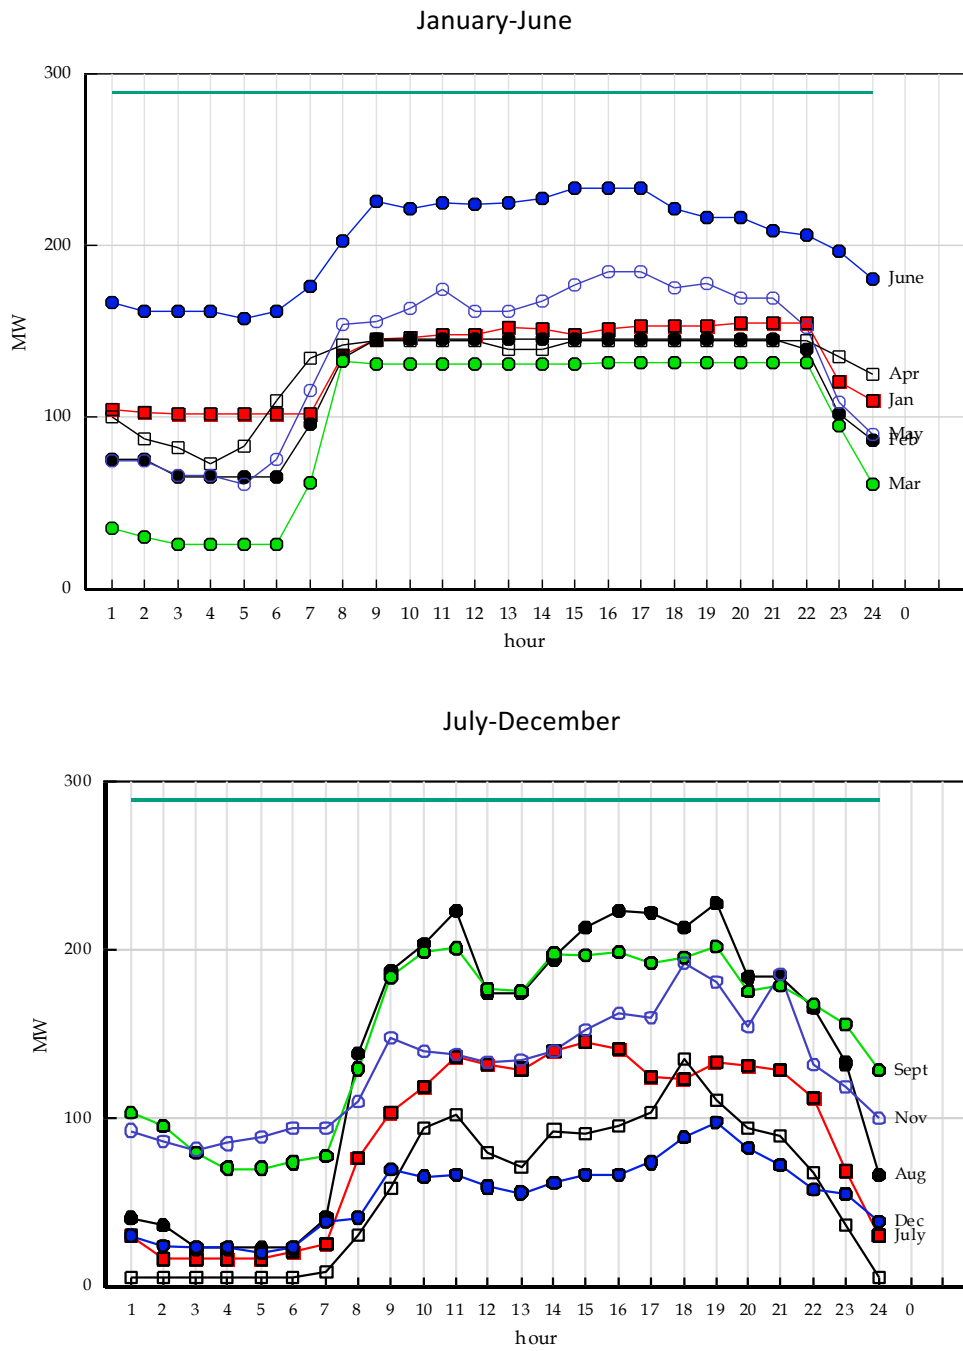 January-June
300
200
100
0
MW
June
Apr
Jan
May
Feb
Mar
1 2 3 4 5 6 7 8 9 10 11 12 13 14 15 16 17 18 19 20 21 22 23 24 0
hour
July-December
300
200
100
0
MW
Sept
Nov
Aug
Dec
July
1 2 3 4 5 6 7 8 9 10 11 12 13 14 15 16 17 18 19 20 21 22 23 24 0
hour